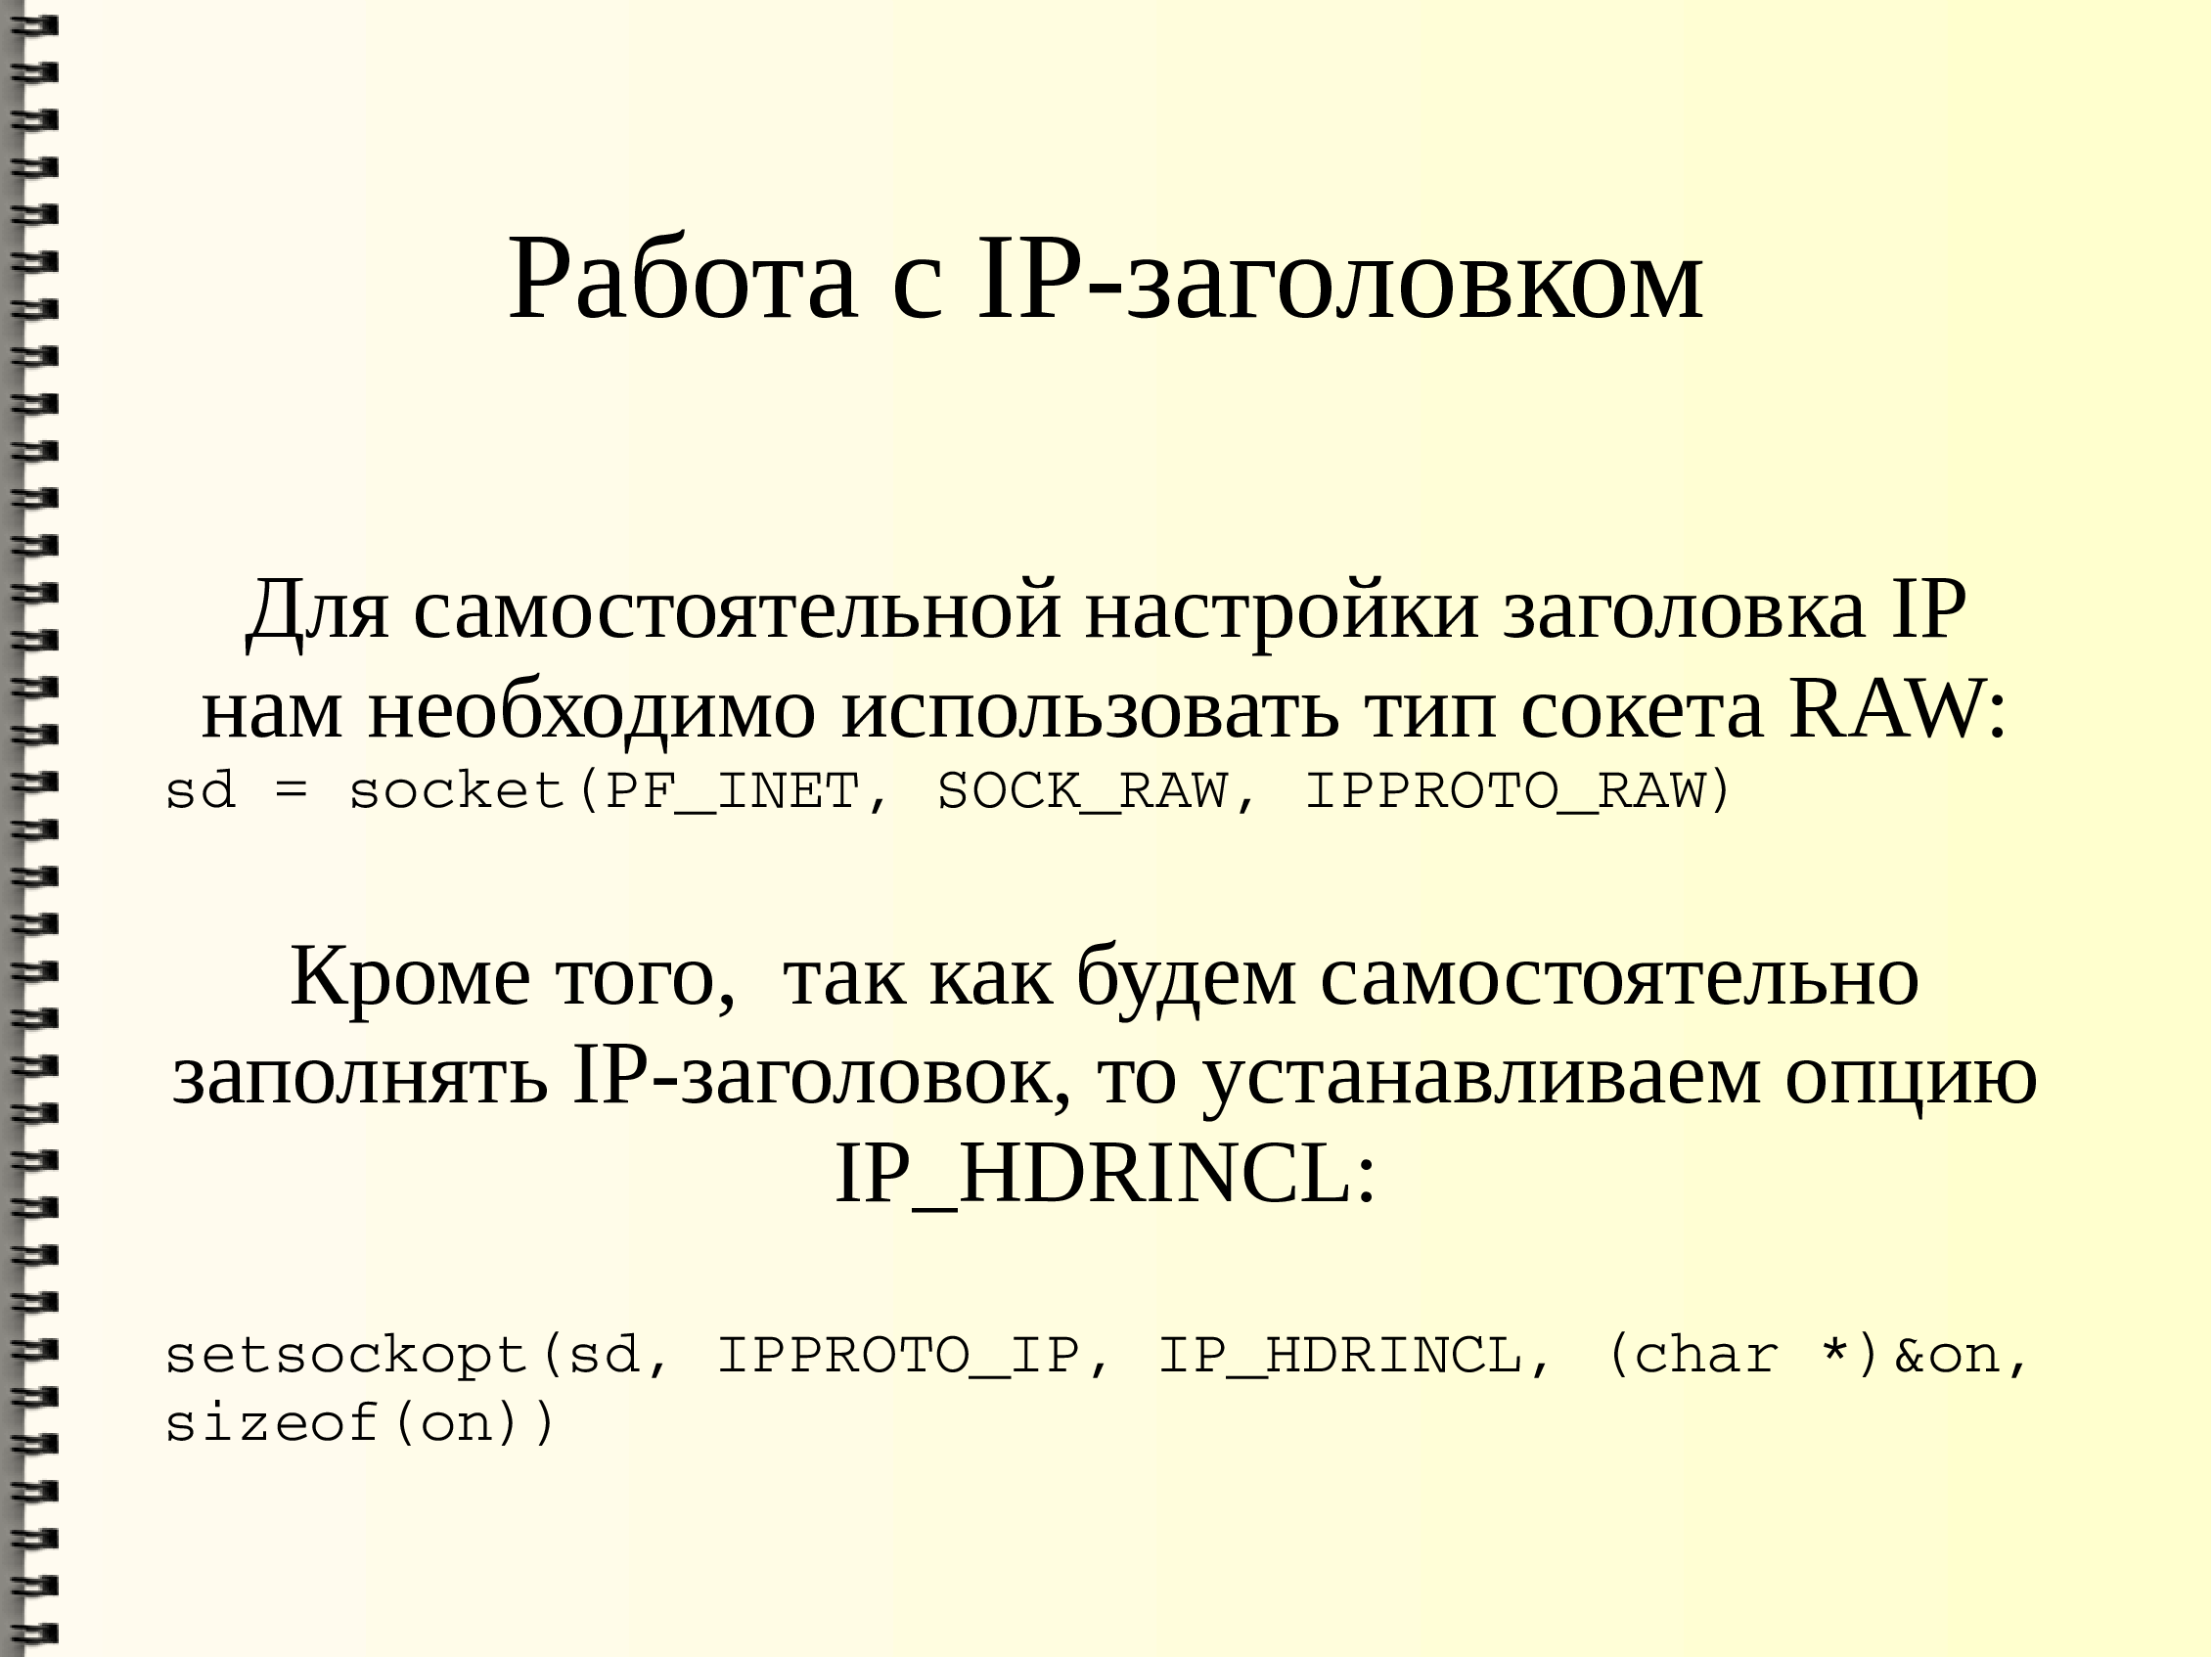 Работа с IP-заголовком
Для самостоятельной настройки заголовка IP
нам необходимо использовать тип сокета RAW:
sd = socket(PF_INET, SOCK_RAW, IPPROTO_RAW)
Кроме того,  так как будем самостоятельно
заполнять IP-заголовок, то устанавливаем опцию
IP_HDRINCL:
setsockopt(sd, IPPROTO_IP, IP_HDRINCL, (char *)&on,
sizeof(on))